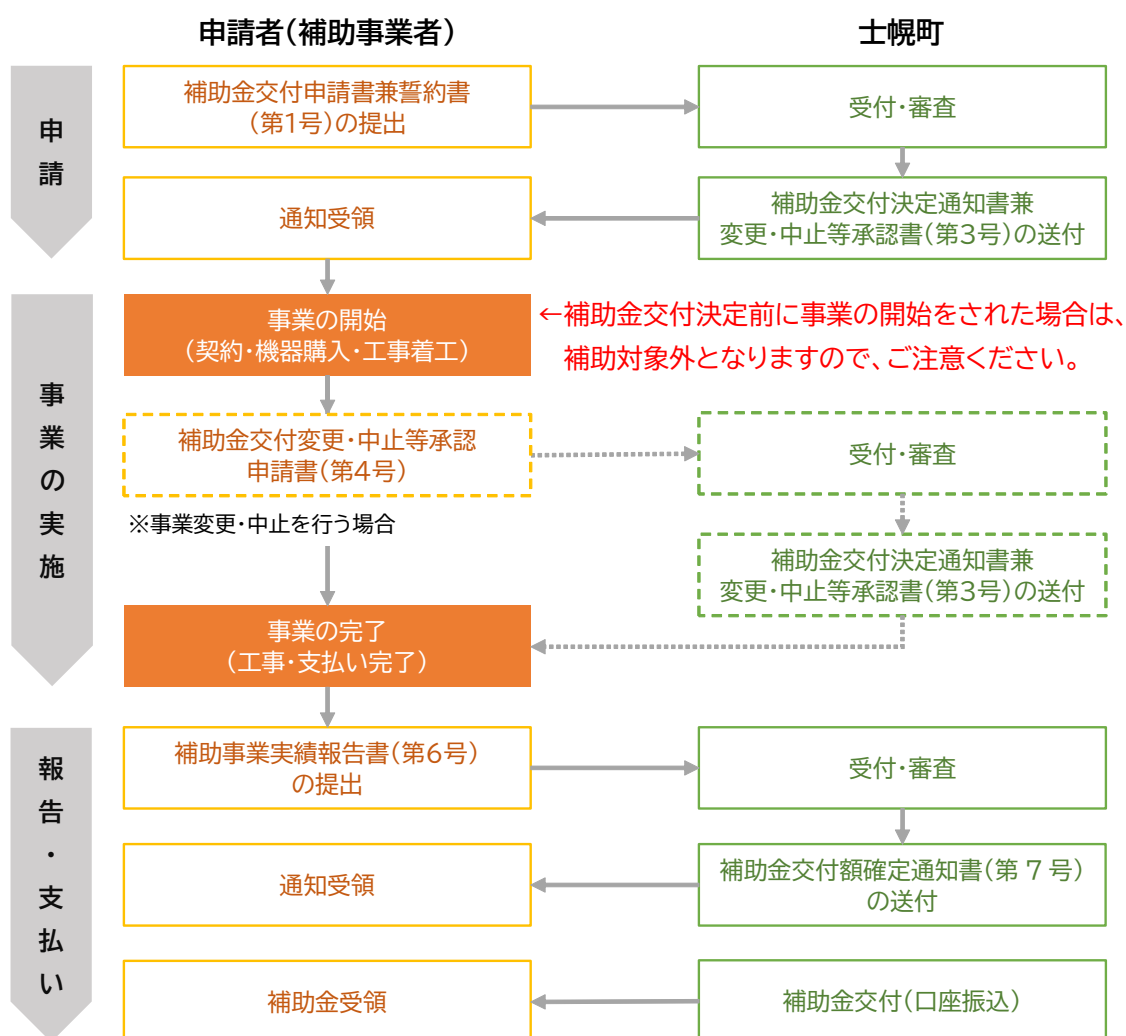 申請者(補助事業者)
士幌町
申請
補助金交付申請書兼誓約書
(第1号)の提出
受付・審査
通知受領
補助金交付決定通知書兼
変更・中止等承認書(第3号)の送付
事業の実施
事業の開始
(契約・機器購入・工事着工)
←補助金交付決定前に事業の開始をされた場合は、
補助対象外となりますので、ご注意ください。
補助金交付変更・中止等承認
申請書(第4号)
受付・審査
※事業変更・中止を行う場合
補助金交付決定通知書兼
変更・中止等承認書(第3号)の送付
事業の完了
(工事・支払い完了)
報告・支払い
補助事業実績報告書(第6号)
の提出
受付・審査
通知受領
補助金交付額確定通知書(第 7 号)
の送付
補助金受領
補助金交付(口座振込)